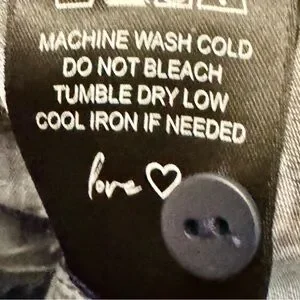 MACHINE WASH COLD
DO NOT BLEACH
TUMBLE DRY LOW
COOL IRON IF NEEDED
love ♡